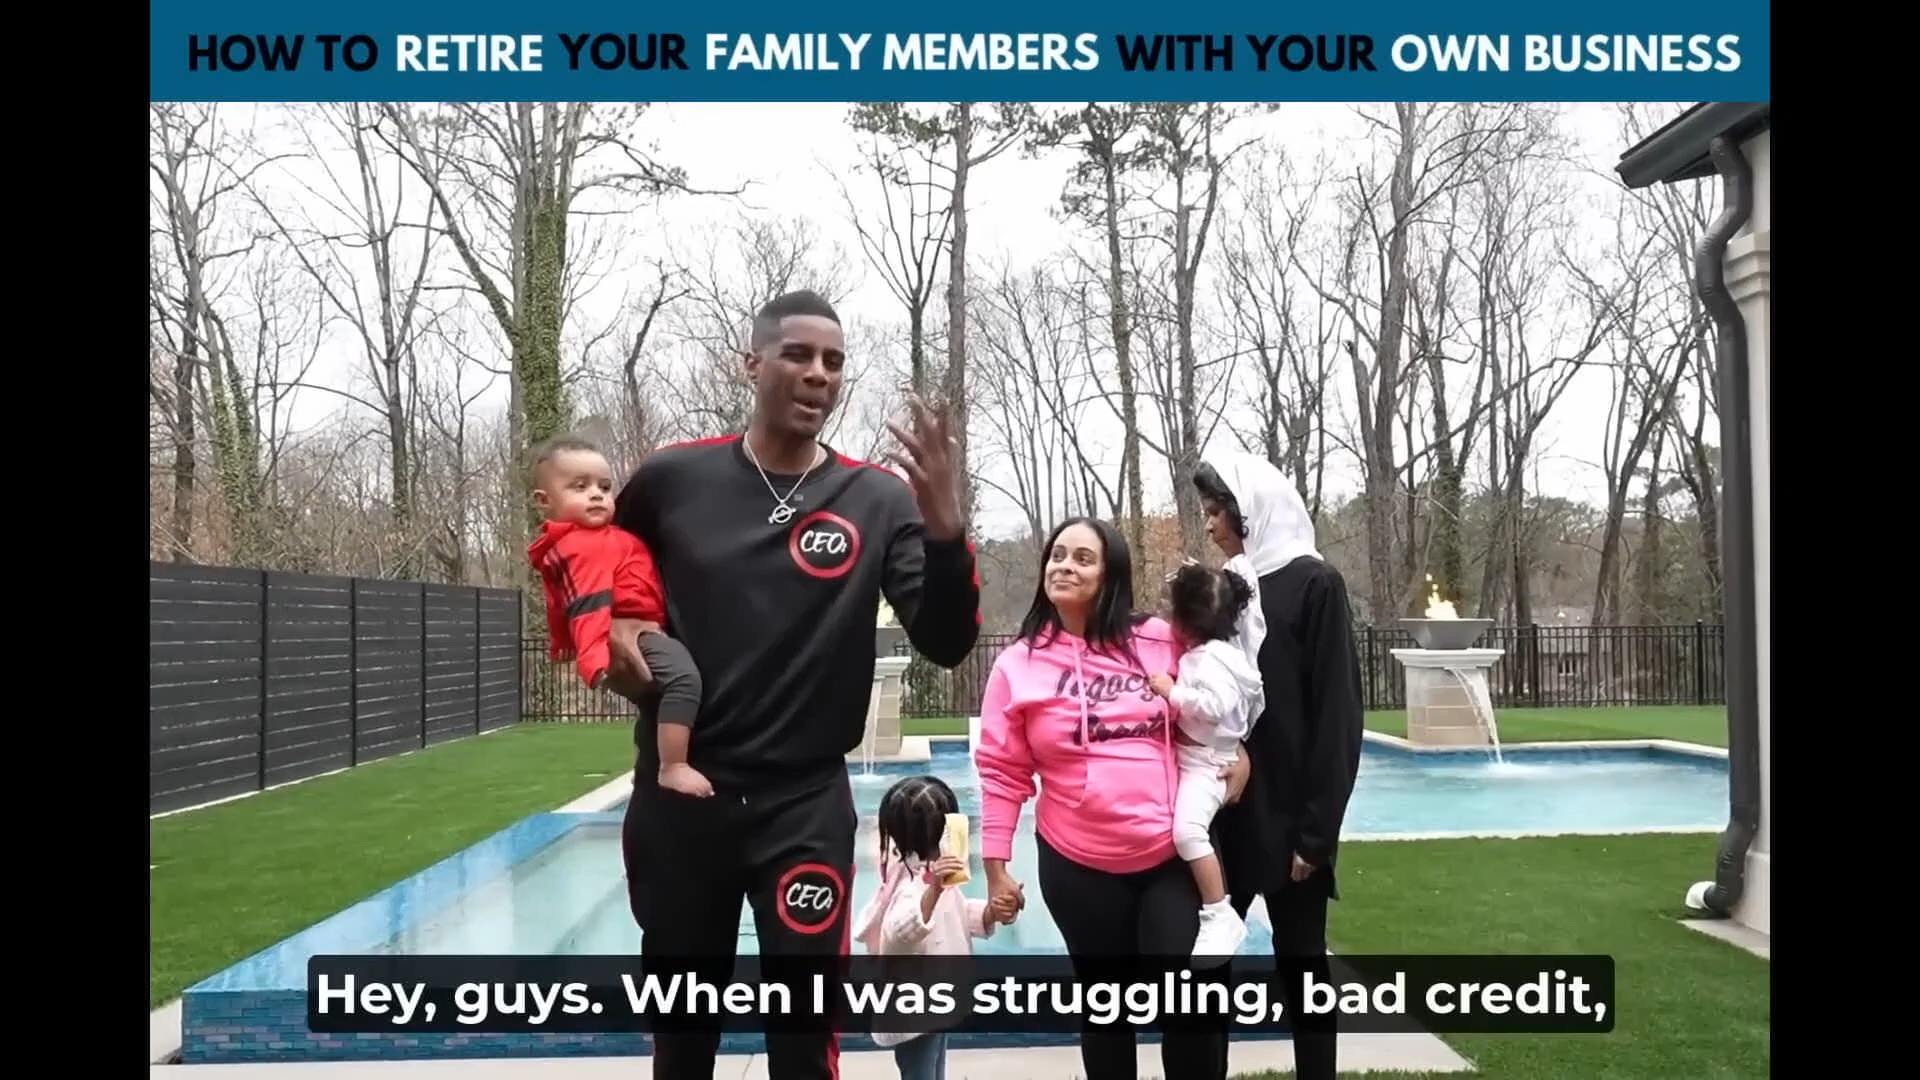 HOW TO RETIRE YOUR FAMILY MEMBERS WITH YOUR OWN BUSINESS
CEO
Legacy
CEO
Hey, guys. When I was struggling, bad credit,